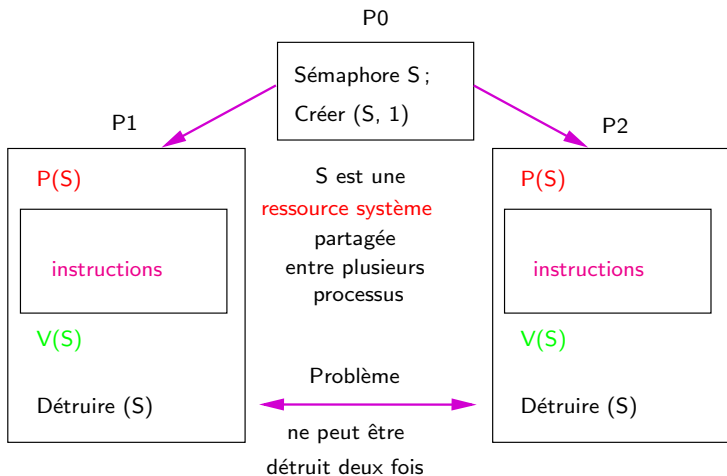 P0
Sémaphore S ;
Créer (S, 1)
P1
P(S)
instructions
V(S)
Détruire (S)
S est une
ressource système
partagée
entre plusieurs
processus
Problème
ne peut être
détruit deux fois
P2
P(S)
instructions
V(S)
Détruire (S)